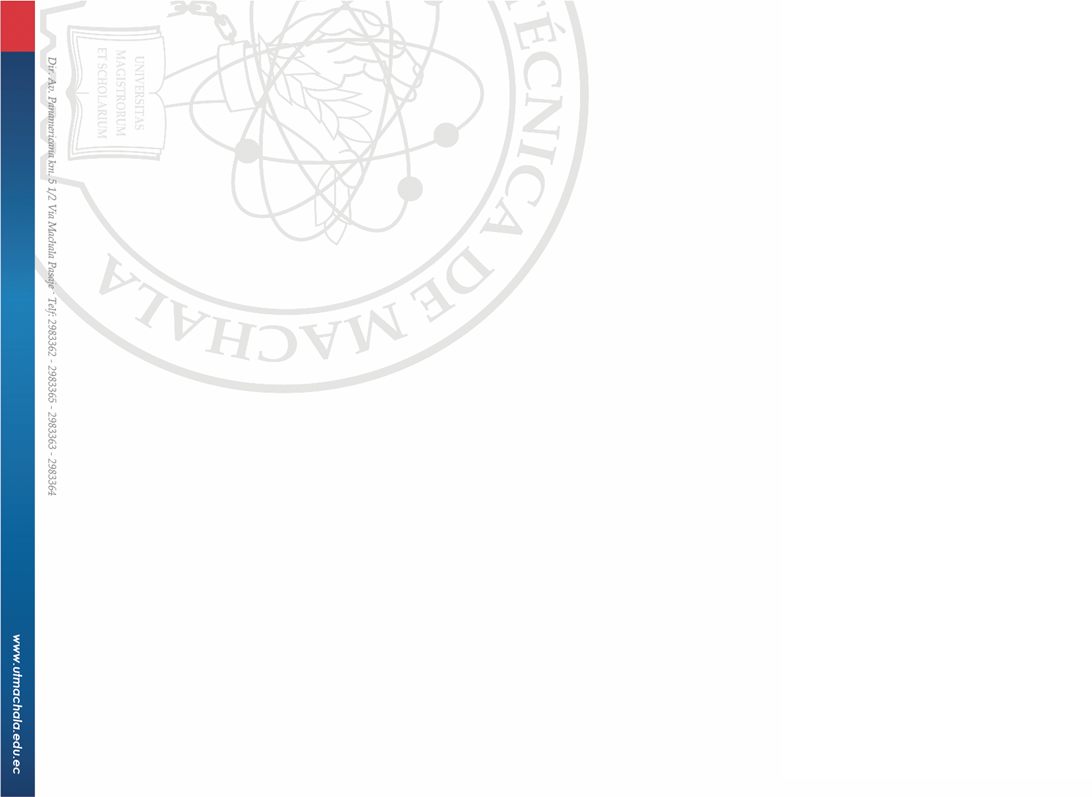 TÉCNICA DE MACHALA
UNIVERSITAS
MAGISTRORUM
ET SCHOLARIUM
Dir. Av. Panamericana km. 5 1/2 Via Machala Pasaje · Telf: 2983362 - 2983365 - 2983363 - 2983364
www.utmachala.edu.ec